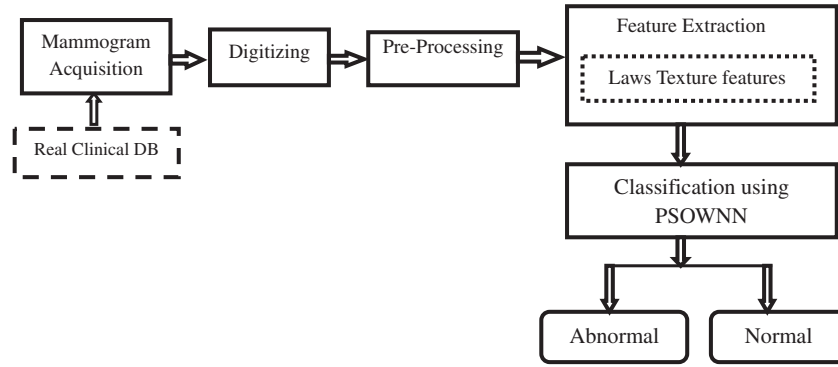 Mammogram
Acquisition
Digitizing
Pre-Processing
Feature Extraction
Laws Texture features
Real Clinical DB
Classification using
PSOWNN
Abnormal
Normal